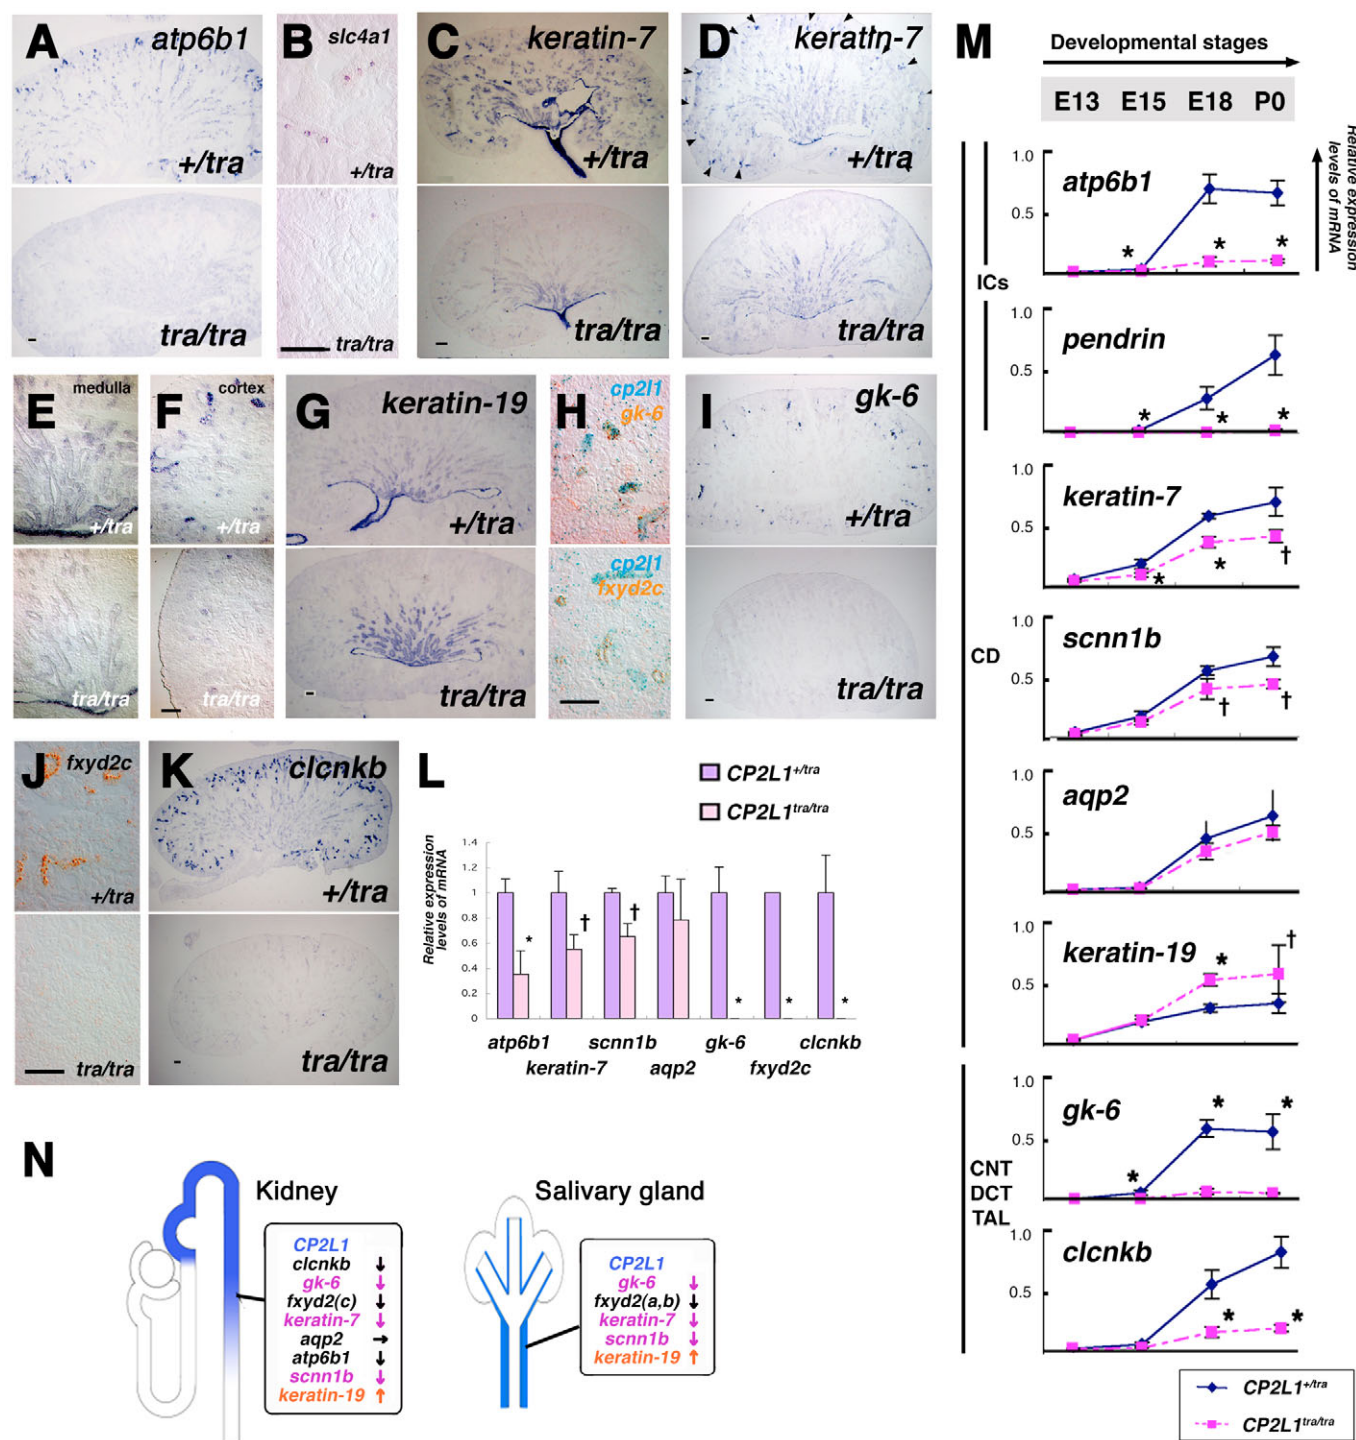 A atp6b1
+/tra
tra/tra
B slc4a1
+/tra
tra/tra
C keratin-7
+/tra
tra/tra
D keratin-7
+/tra
tra/tra
E medulla
+/tra
tra/tra
F cortex
+/tra
tra/tra
G keratin-19
+/tra
tra/tra
H cp2l1
gk-6
cp2l1
fxyd2c
I gk-6
+/tra
tra/tra
J fxyd2c
+/tra
tra/tra
K clcnkb
+/tra
tra/tra
L
CP2L1+/tra
CP2L1tra/tra
Relative expression
levels of mRNA
1.4
1.2
1
0.8
0.6
0.4
0.2
0
* † † * * *
atp6b1 scnn1b gk-6 clcnkb
keratin-7 aqp2 fxyd2c
M
Developmental stages
E13 E15 E18 P0
Relative expression
levels of mRNA
ICs
1.0
atp6b1
0.5
* * *
1.0
pendrin
0.5
* * *
CD
1.0
keratin-7
0.5
* * †
1.0
scnn1b
0.5
† †
1.0
aqp2
0.5
1.0
keratin-19
0.5
* †
CNT
DCT
TAL
1.0
gk-6
0.5
* * *
1.0
clcnkb
0.5
* *
CP2L1+/tra
CP2L1tra/tra
N
Kidney
CP2L1
clcnkb ↓
gk-6 ↓
fxyd2(c) ↓
keratin-7 ↓
aqp2 →
atp6b1 ↓
scnn1b ↓
keratin-19 ↑
Salivary gland
CP2L1
gk-6 ↓
fxyd2(a,b) ↓
keratin-7 ↓
scnn1b ↓
keratin-19 ↑